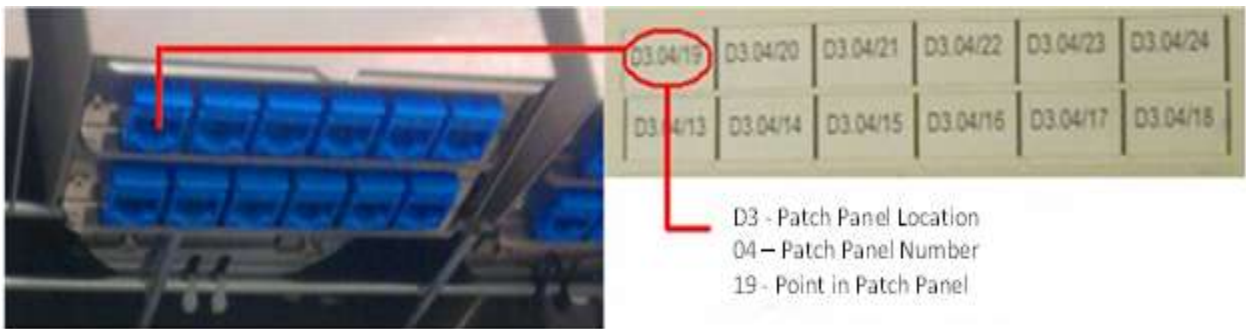 D3.04/19 D3.04/20 D3.04/21 D3.04/22 D3.04/23 D3.04/24
D3.04/13 D3.04/14 D3.04/15 D3.04/16 D3.04/17 D3.04/18
D3 - Patch Panel Location
04 – Patch Panel Number
19 - Point in Patch Panel